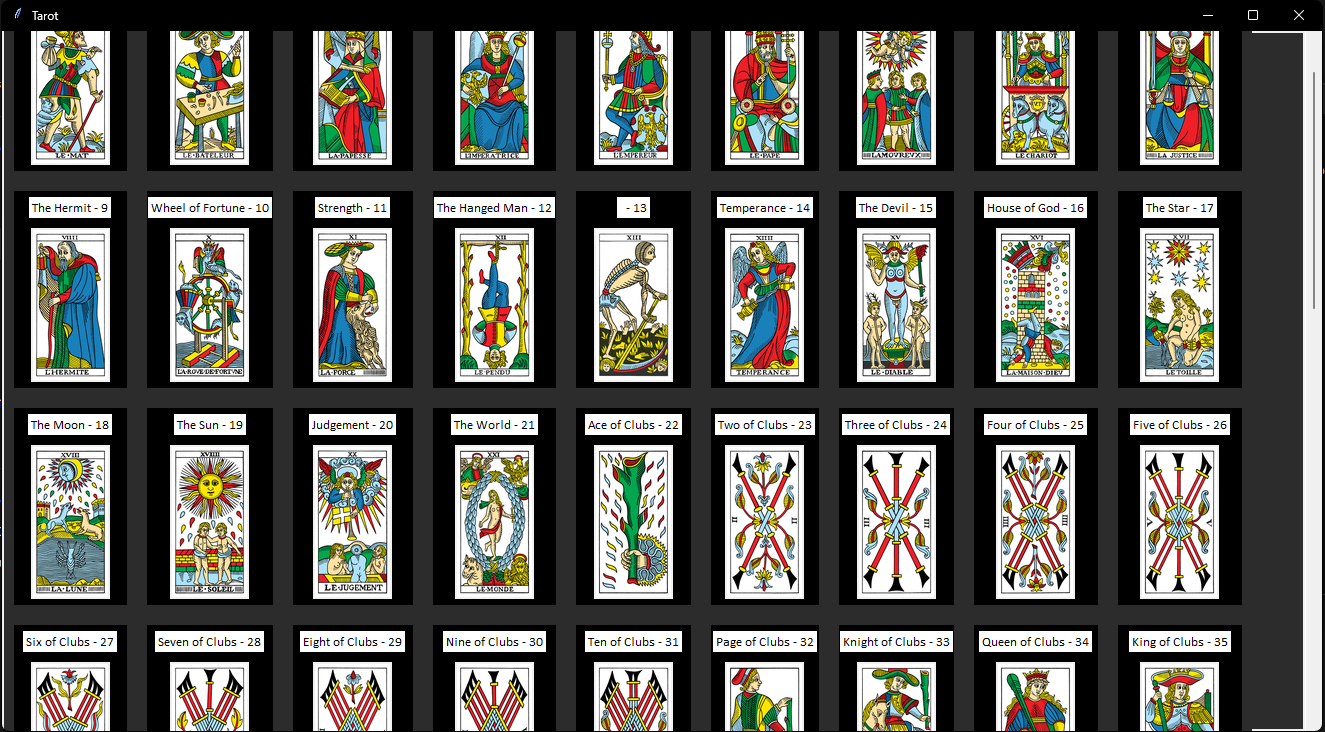 Tarot
LE·MAT
LE·BATELEUR
LA·PAPESSE
L'IMPERATRICE
L'EMPEREUR
LE·PAPE
LAMOVREVX
LE CHARIOT
LA JUSTICE
The Hermit - 9
Wheel of Fortune - 10
Strength - 11
The Hanged Man - 12
- 13
Temperance - 14
The Devil - 15
House of God - 16
The Star - 17
VIIII
X
XI
XII
XIII
XIIII
XV
XVI
XVII
L'HERMITE
LA·ROVE·DE·FORTVNE
LA·FORCE
LE·PENDU
TEMPERANCE
LE·DIABLE
LA·MAISON·DIEV
LE·TOILLE
The Moon - 18
The Sun - 19
Judgement - 20
The World - 21
Ace of Clubs - 22
Two of Clubs - 23
Three of Clubs - 24
Four of Clubs - 25
Five of Clubs - 26
XVIII
XVIIII
XX
XXI
II
II
III
III
IIII
IIII
V
V
LA·LUNE
LE·SOLEIL
LE·JUGEMENT
LE·MONDE
Six of Clubs - 27
Seven of Clubs - 28
Eight of Clubs - 29
Nine of Clubs - 30
Ten of Clubs - 31
Page of Clubs - 32
Knight of Clubs - 33
Queen of Clubs - 34
King of Clubs - 35